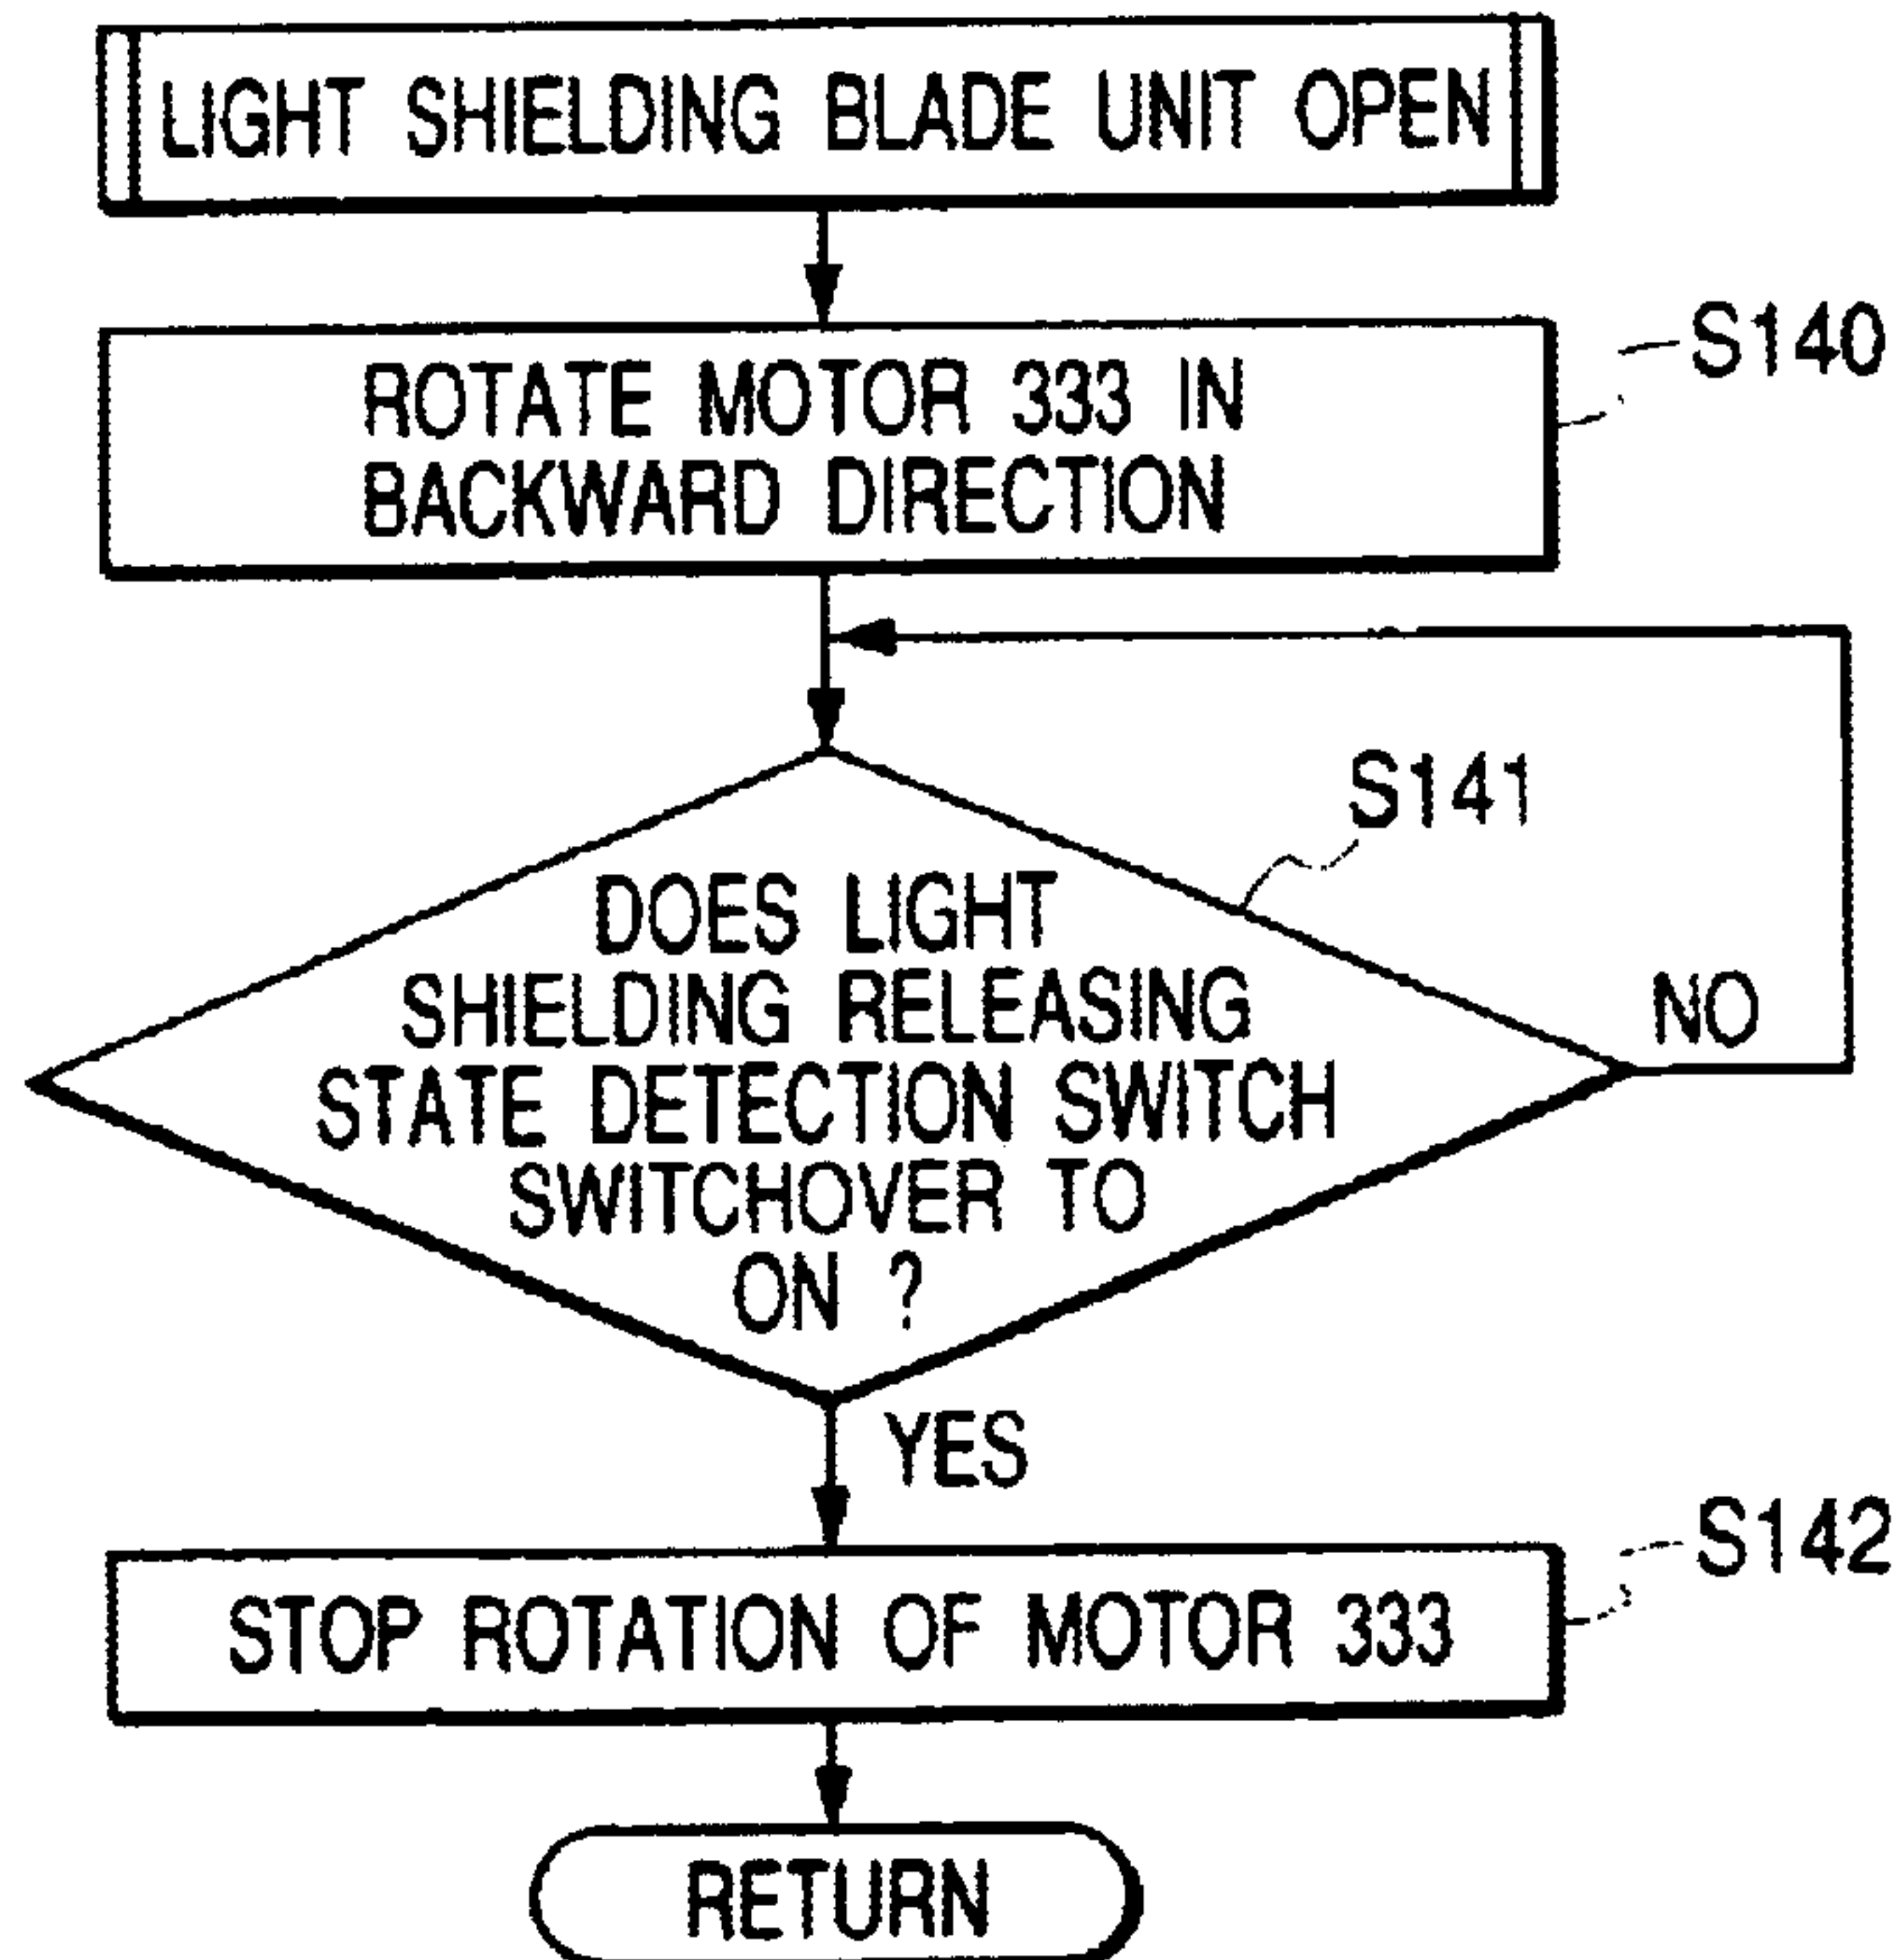 LIGHT SHIELDING BLADE UNIT OPEN
ROTATE MOTOR 333 IN
BACKWARD DIRECTION
S140
S141
DOES LIGHT
SHIELDING RELEASING
STATE DETECTION SWITCH
SWITCHOVER TO
ON ?
NO
YES
STOP ROTATION OF MOTOR 333
S142
RETURN